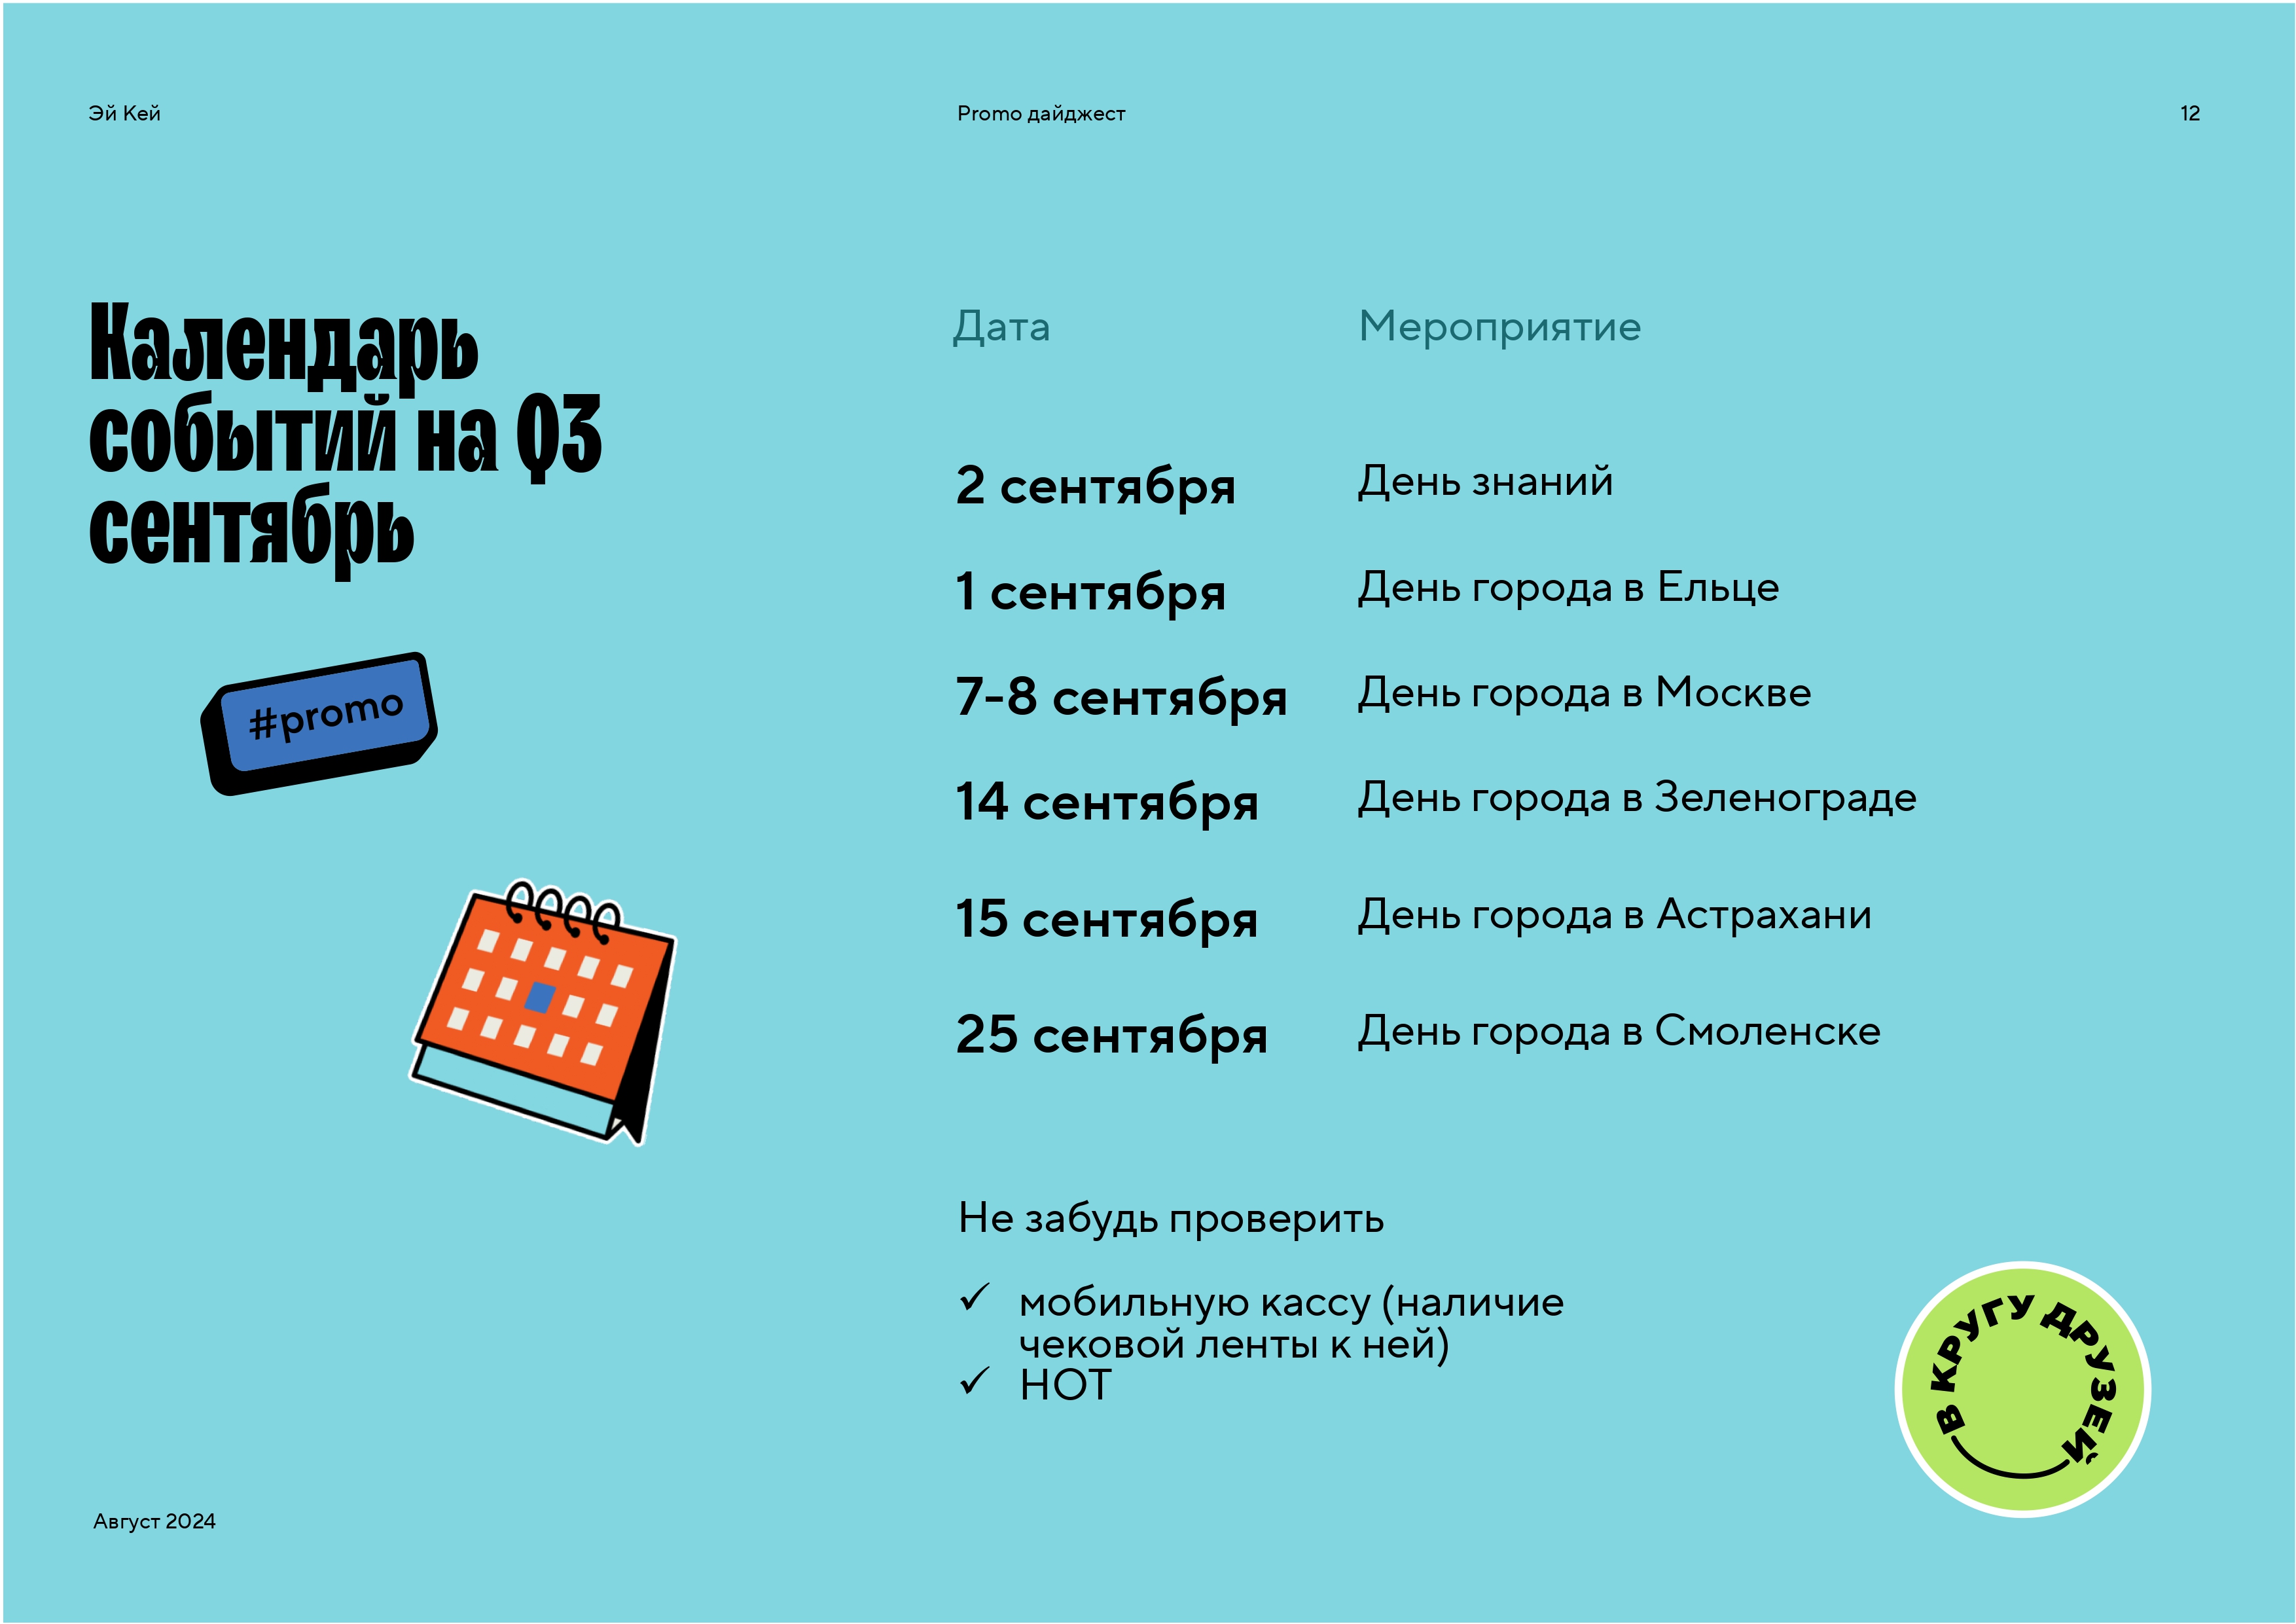 Эй Кей
Promo дайджест
12
Календарь
событий на Q3
сентябрь
#promo
Дата Мероприятие
2 сентября День знаний
1 сентября День города в Ельце
7-8 сентября День города в Москве
14 сентября День города в Зеленограде
15 сентября День города в Астрахани
25 сентября День города в Смоленске
Не забудь проверить
✓ мобильную кассу (наличие
чековой ленты к ней)
✓ НОТ
В КРУГУ ДРУЗЕЙ
Август 2024